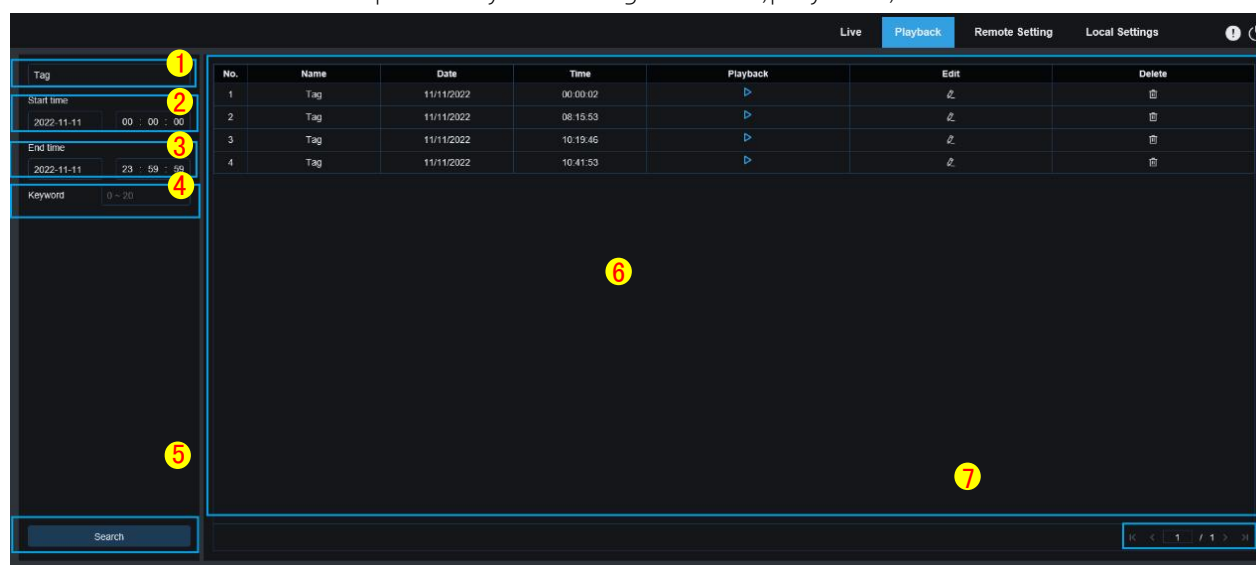 Live Playback Remote Setting Local Settings
1
Tag
2
Start time
2022-11-11 00 : 00 : 00
3
End time
2022-11-11 23 : 59 : 59
4
Keyword 0 ~ 20
5
Search
No. Name Date Time Playback Edit Delete
1 Tag 11/11/2022 00:00:02
2 Tag 11/11/2022 08:15:53
3 Tag 11/11/2022 10:19:46
4 Tag 11/11/2022 10:41:53
6
7
1 / 1